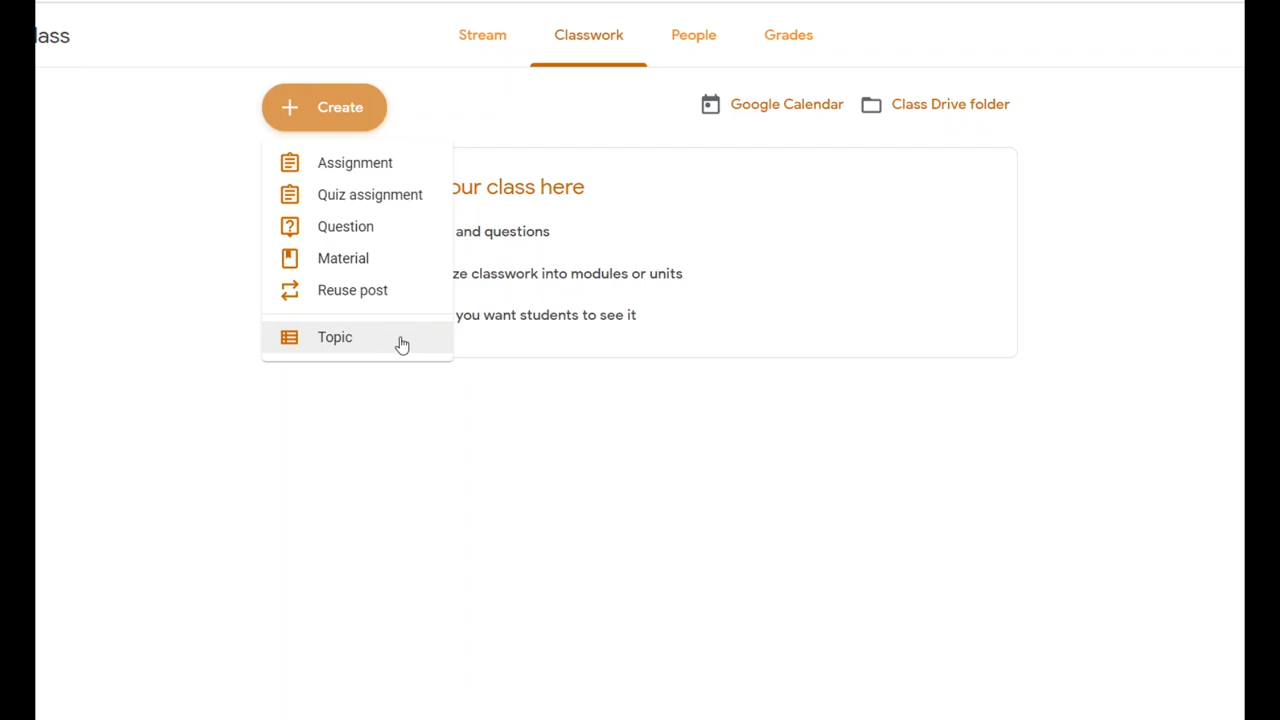 lass
Stream
Classwork
People
Grades
Create
Google Calendar
Class Drive folder
Assignment
Quiz assignment
Question
Material
Reuse post
Topic
our class here
and questions
ze classwork into modules or units
you want students to see it